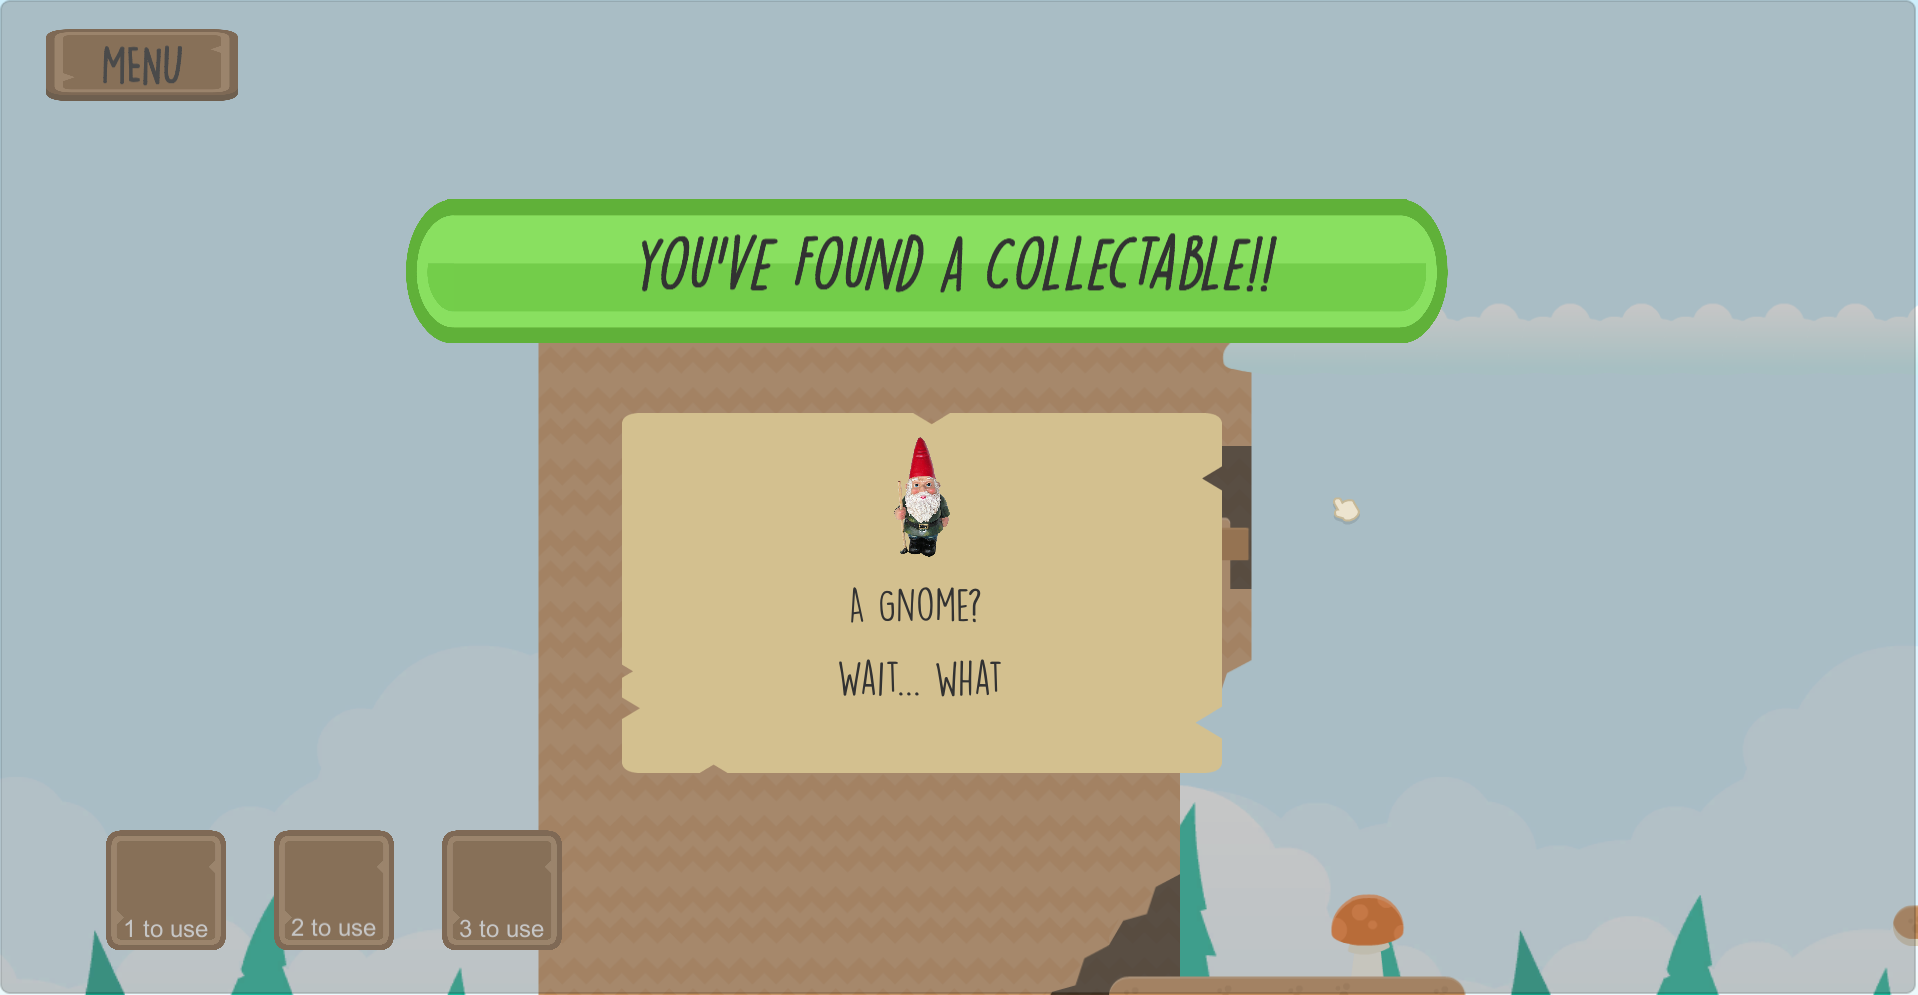 MENU
YOU'VE FOUND A COLLECTABLE!!
A GNOME?
WAIT... WHAT
1 to use
2 to use
3 to use